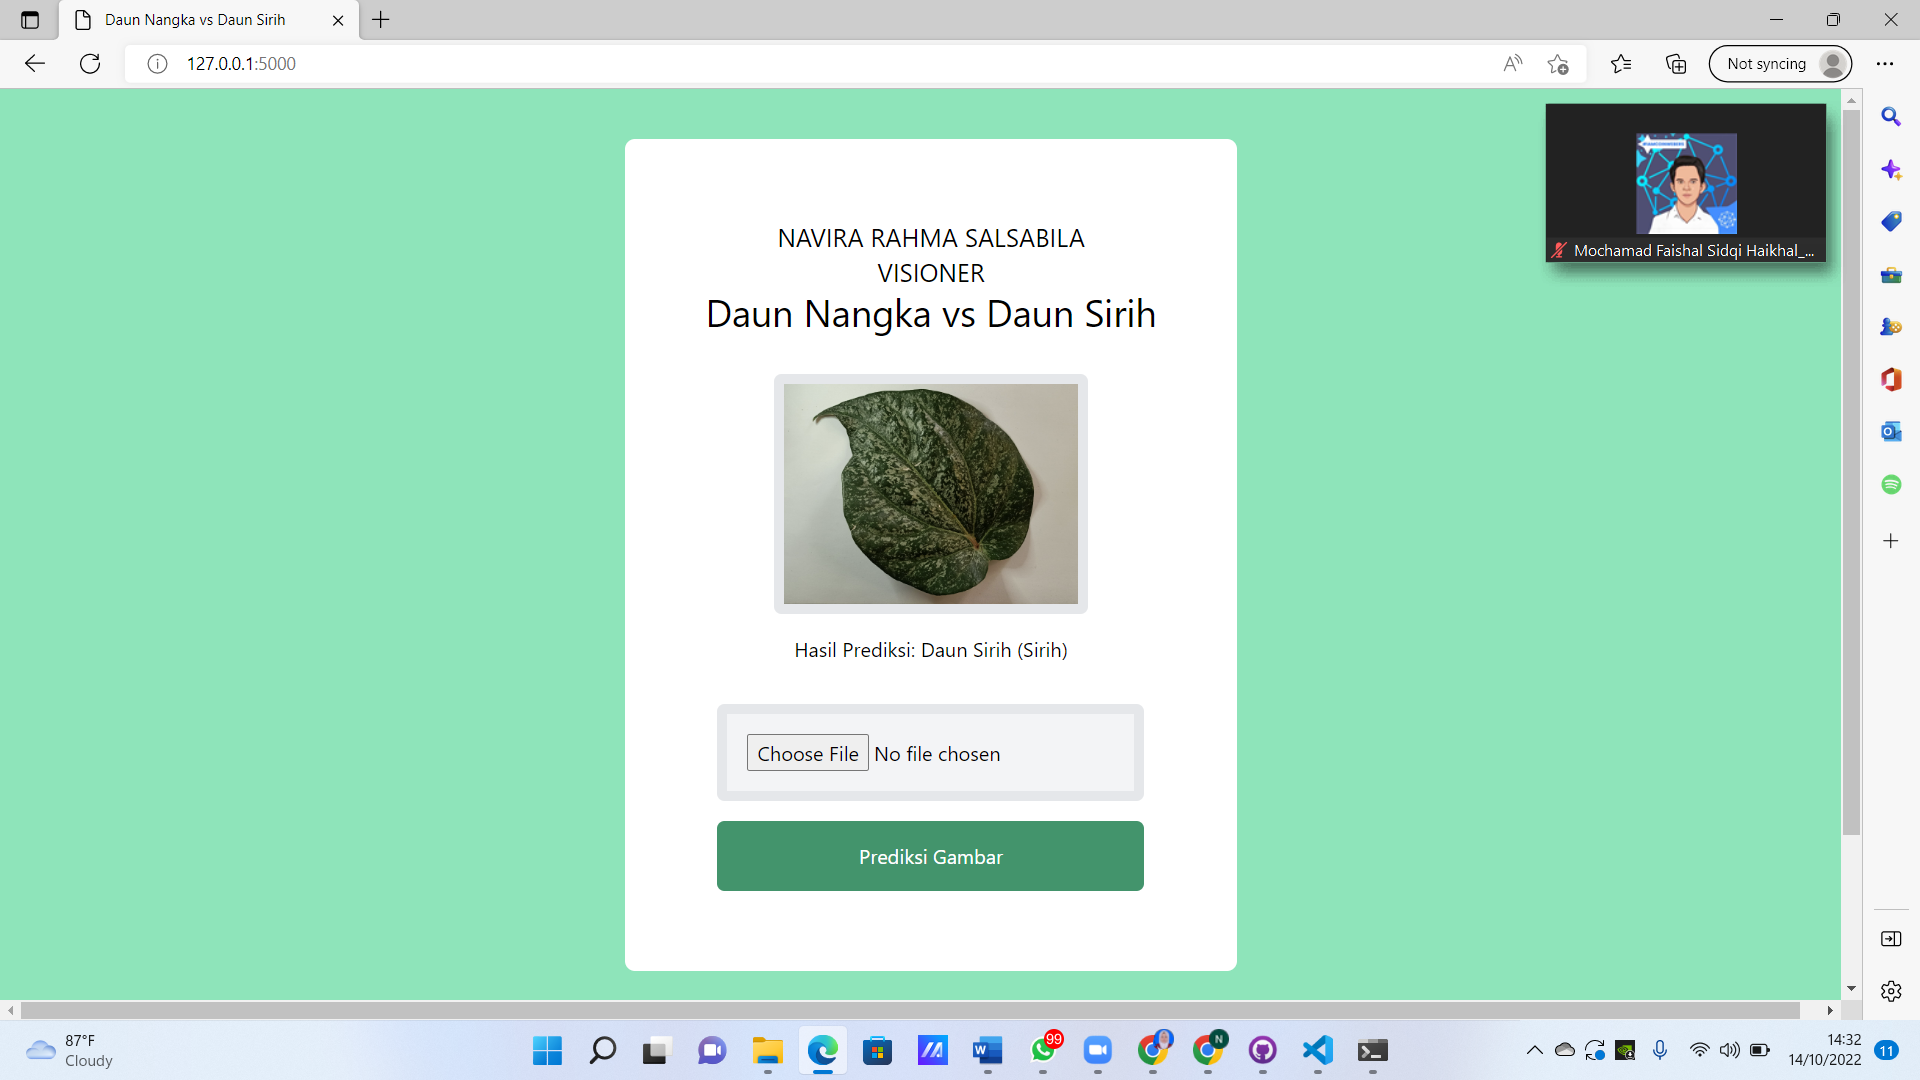 Daun Nangka vs Daun Sirih
127.0.0.1:5000
Not syncing
NAVIRA RAHMA SALSABILA
VISIONER
Daun Nangka vs Daun Sirih
Mochamad Faishal Sidqi Haikhal_...
Hasil Prediksi: Daun Sirih (Sirih)
Choose File No file chosen
Prediksi Gambar
87°F
Cloudy
99
N
14:32
14/10/2022
11